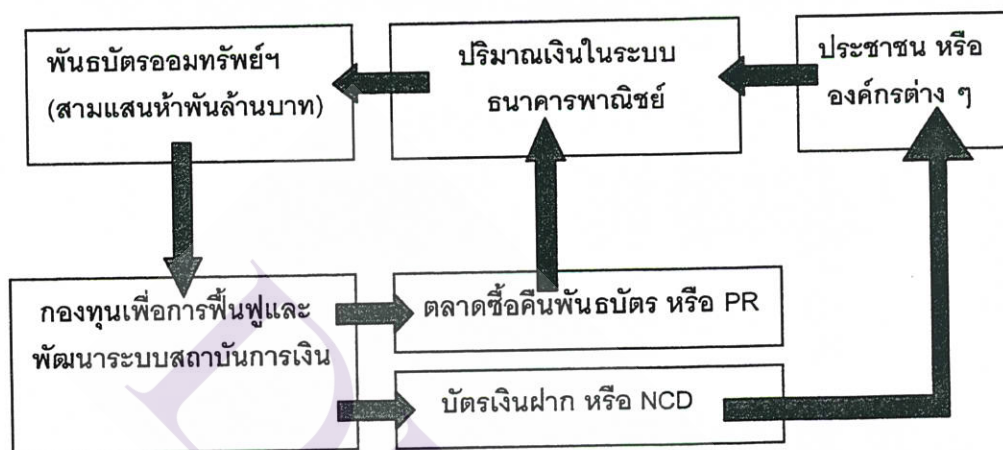 พันธบัตรออมทรัพย์ฯ
(สามแสนห้าพันล้านบาท)
ปริมาณเงินในระบบ
ธนาคารพาณิชย์
ประชาชน หรือ
องค์กรต่าง ๆ
กองทุนเพื่อการฟื้นฟูและ
พัฒนาระบบสถาบันการเงิน
ตลาดซื้อคืนพันธบัตร หรือ PR
บัตรเงินฝาก หรือ NCD